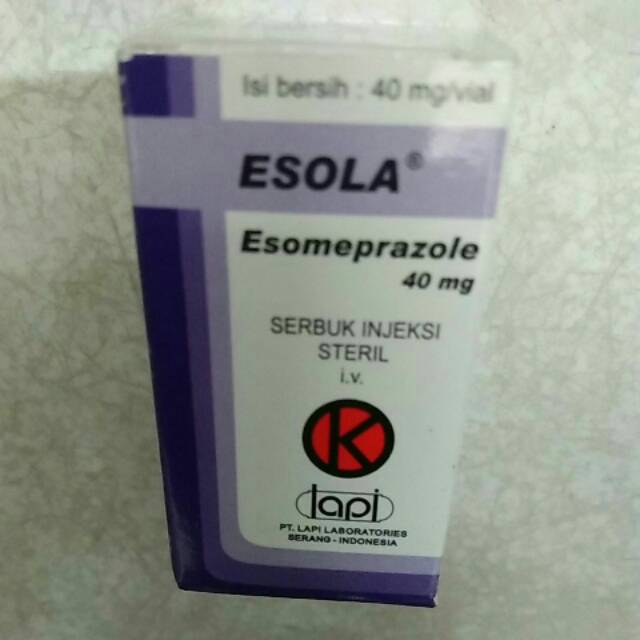 Isi bersih : 40 mg/vial
ESOLA®
Esomeprazole
40 mg
SERBUK INJEKSI
STERIL
i.v.
K
lapi
PT. LAPI LABORATORIES
SERANG - INDONESIA